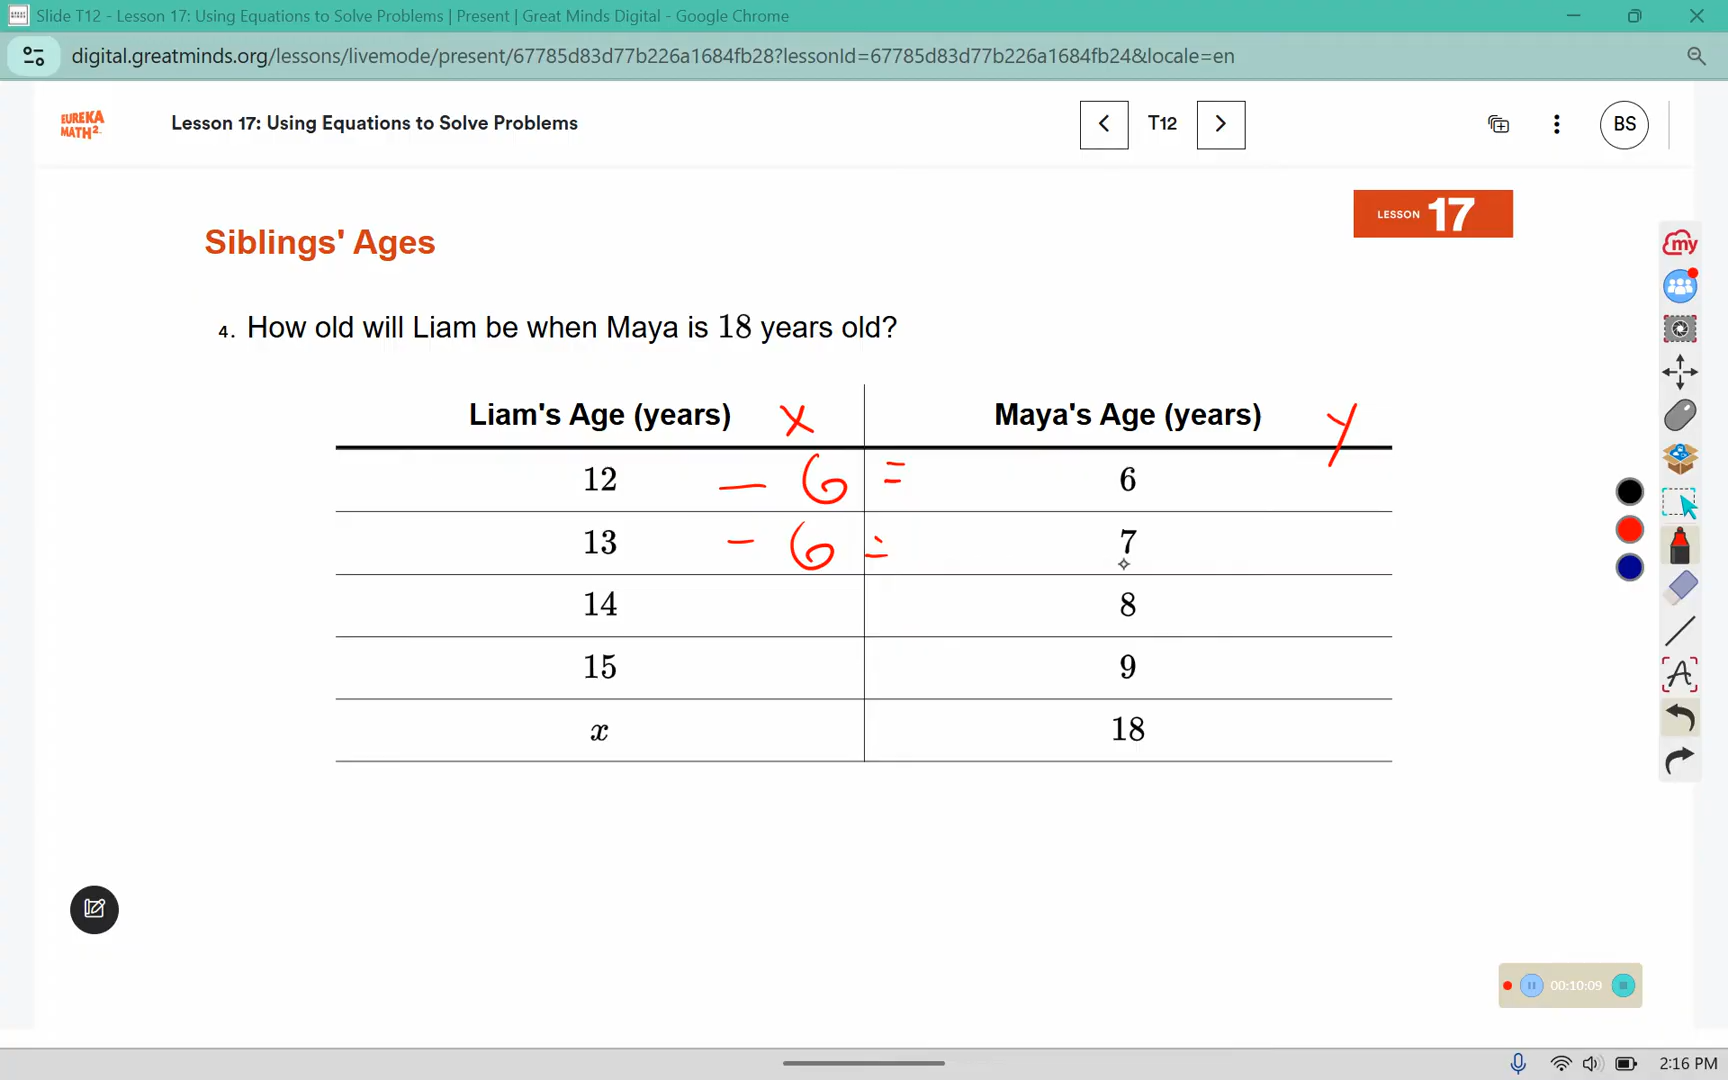 Slide T12 - Lesson 17: Using Equations to Solve Problems | Present | Great Minds Digital - Google Chrome
digital.greatminds.org/lessons/livemode/present/67785d83d77b226a1684fb28?lessonId=67785d83d77b226a1684fb24&locale=en
EUREKA MATH2
Lesson 17: Using Equations to Solve Problems
T12
BS
LESSON 17
Siblings' Ages
my
4. How old will Liam be when Maya is 18 years old?
Liam's Age (years) x Maya's Age (years) y
12 – 6 = 6
13 – 6 = 7
14 8
15 9
x 18
A
00:10:09
2:16 PM